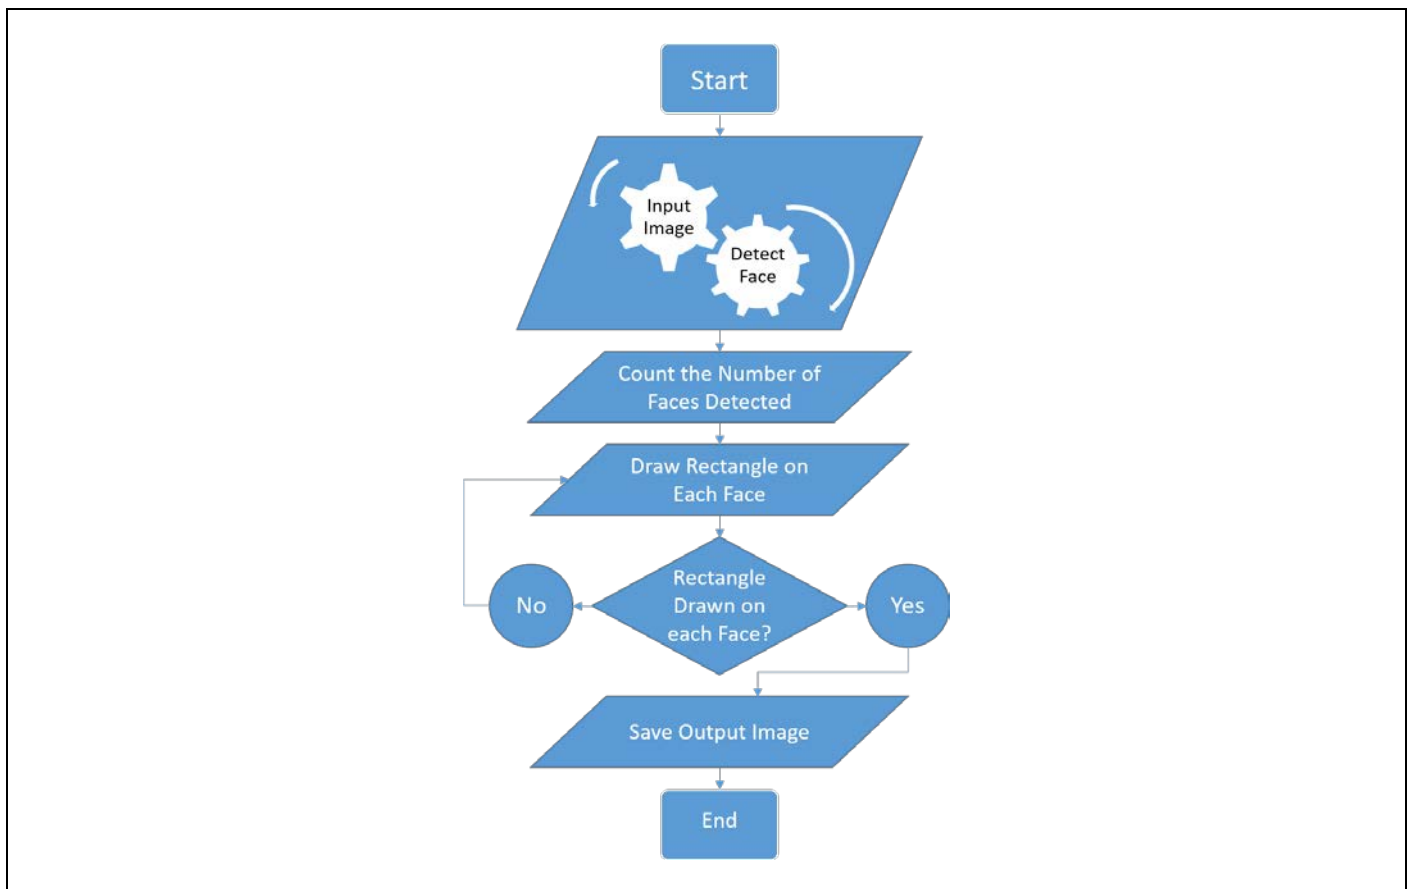 Start
Input
Image
Detect
Face
Count the Number of
Faces Detected
Draw Rectangle on
Each Face
Rectangle
Drawn on
each Face?
No
Yes
Save Output Image
End